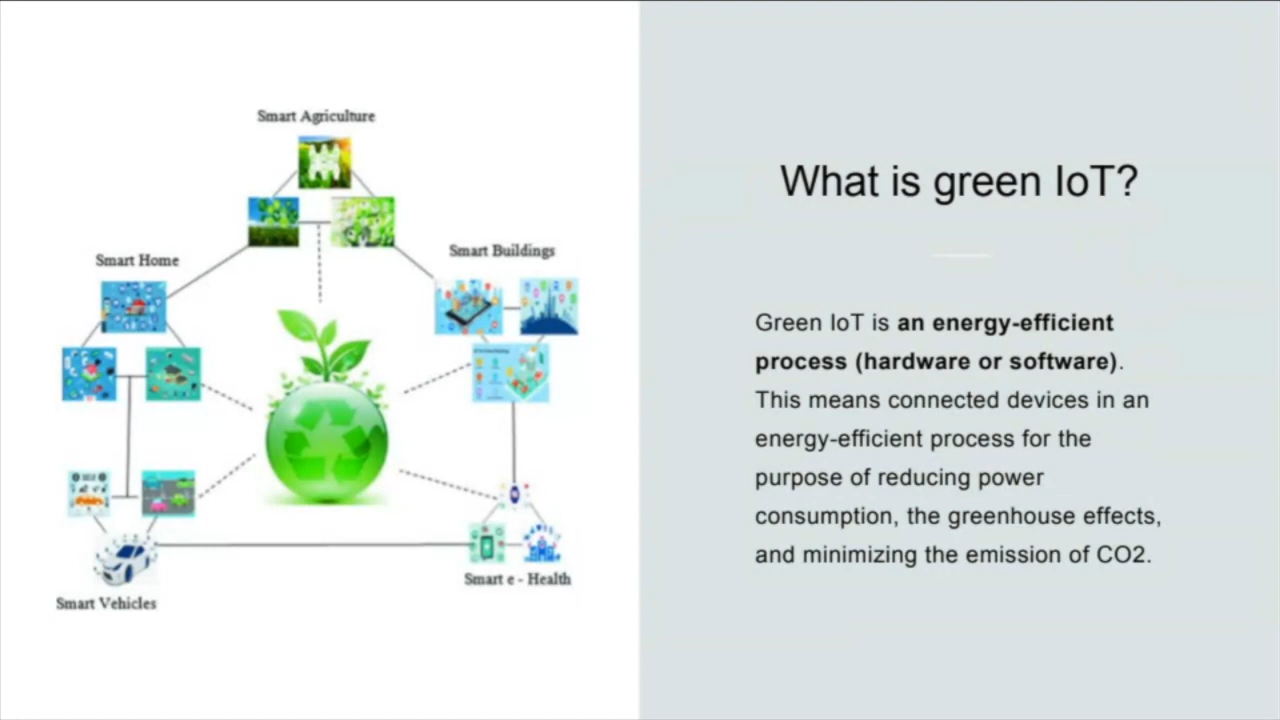 Smart Agriculture
Smart Home
Smart Buildings
Smart e - Health
Smart Vehicles
What is green IoT?
Green IoT is an energy-efficient
process (hardware or software).
This means connected devices in an
energy-efficient process for the
purpose of reducing power
consumption, the greenhouse effects,
and minimizing the emission of CO2.